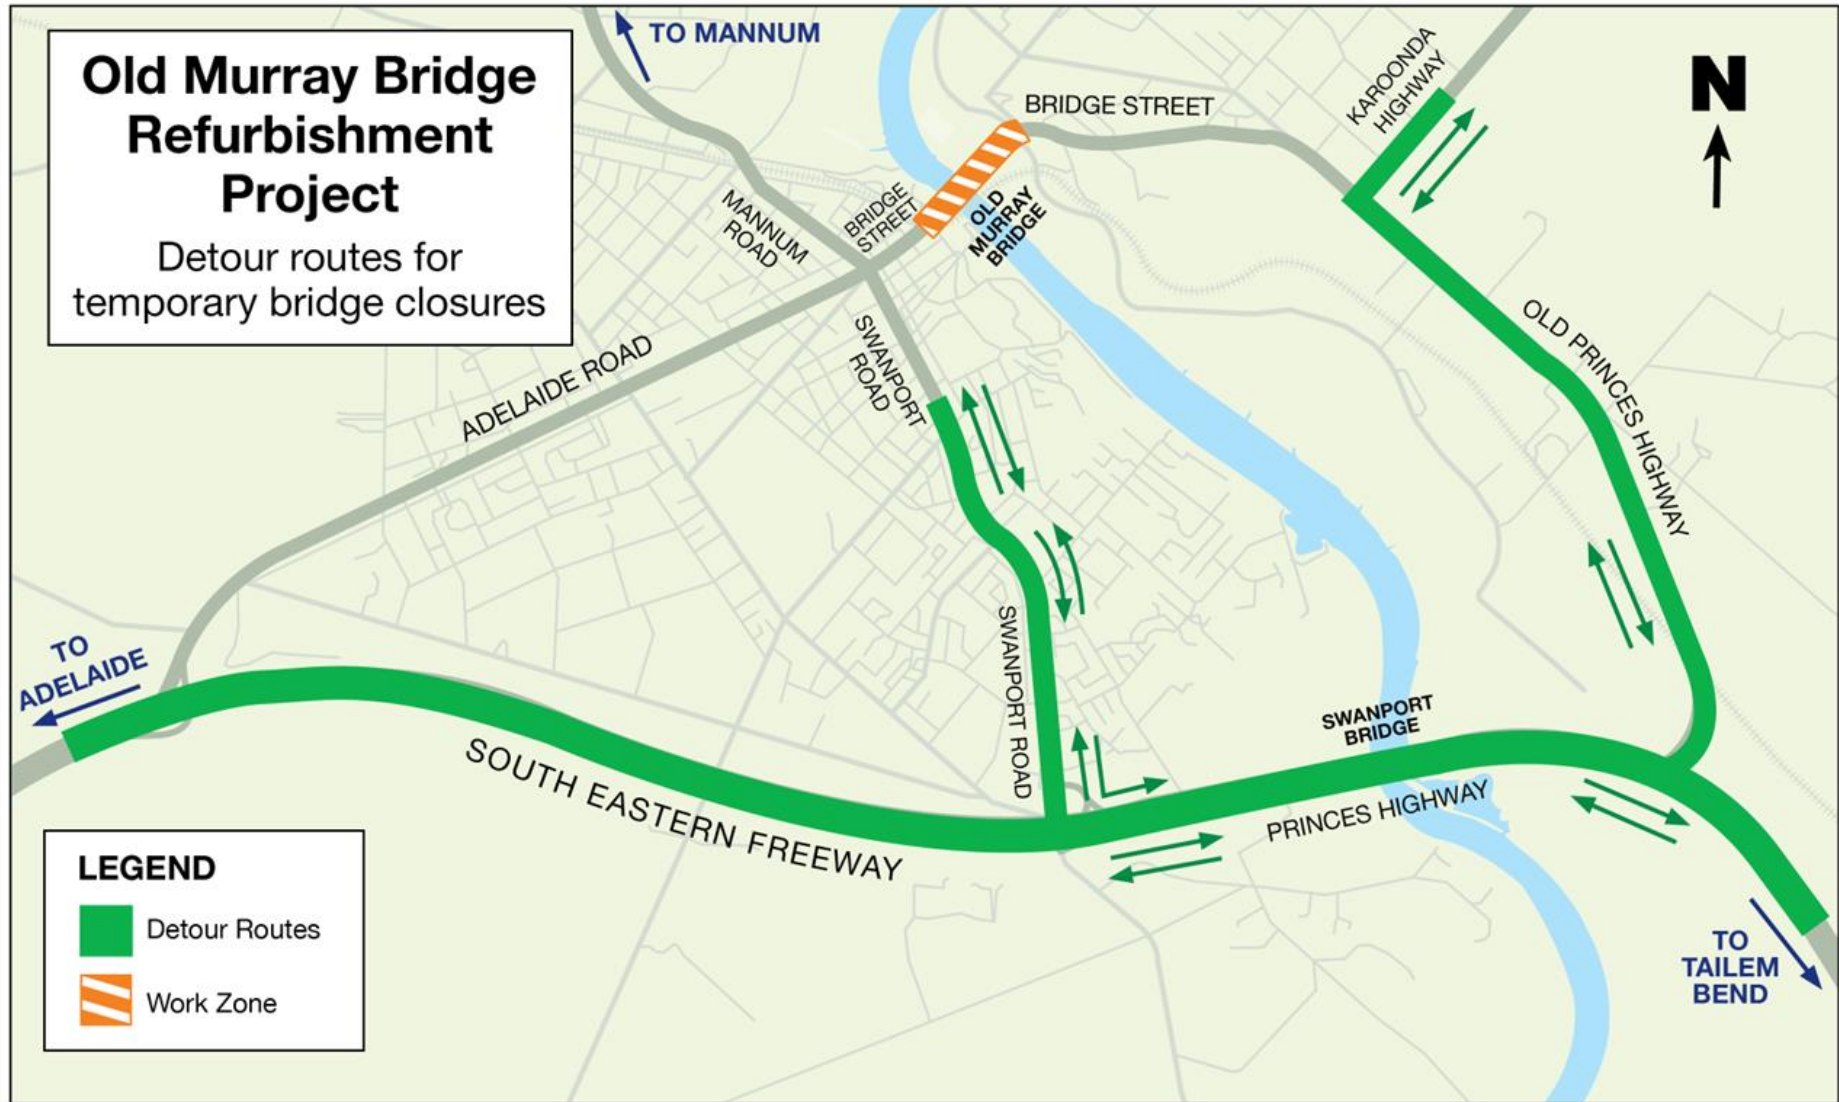 Old Murray Bridge
Refurbishment
Project
Detour routes for
temporary bridge closures
TO MANNUM
BRIDGE STREET
KAROONDA
HIGHWAY
N
MANNUM
ROAD
BRIDGE
STREET
OLD
MURRAY
BRIDGE
SWANPORT
ROAD
ADELAIDE ROAD
OLD PRINCES HIGHWAY
TO
ADELAIDE
SWANPORT ROAD
SWANPORT
BRIDGE
SOUTH EASTERN FREEWAY
PRINCES HIGHWAY
LEGEND
Detour Routes
Work Zone
TO
TAILEM
BEND